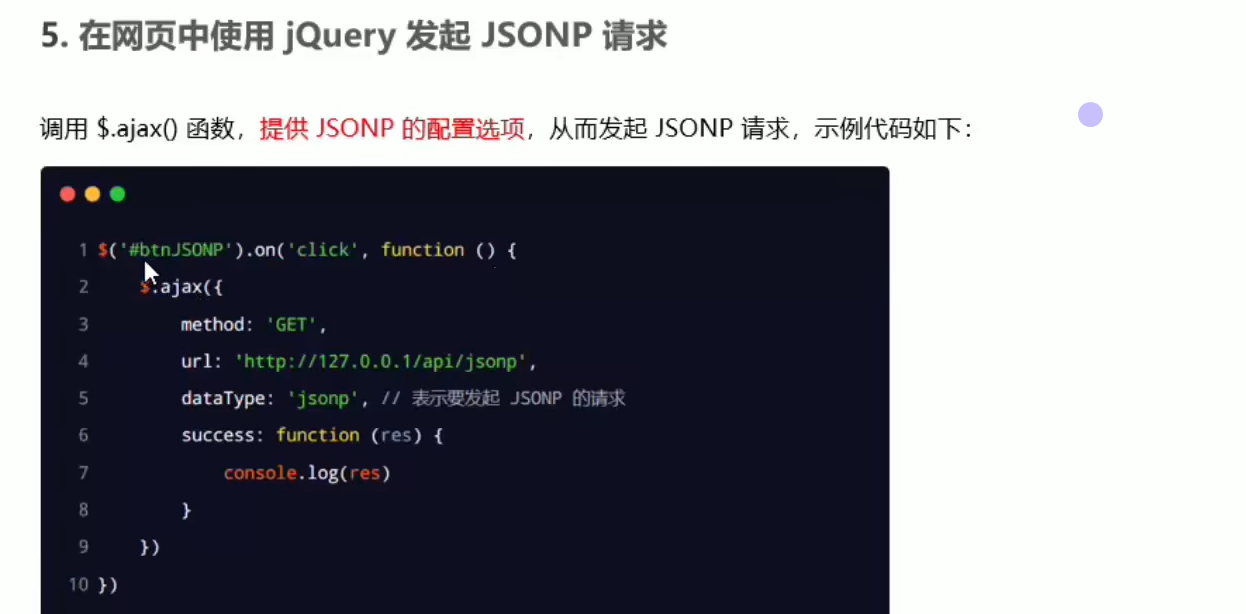 5. 在网页中使用 jQuery 发起 JSONP 请求
调用 $.ajax() 函数，提供 JSONP 的配置选项，从而发起 JSONP 请求，示例代码如下：
1 $('#btnJSONP').on('click', function () {
2     $.ajax({
3         method: 'GET',
4         url: 'http://127.0.0.1/api/jsonp',
5         dataType: 'jsonp', // 表示要发起 JSONP 的请求
6         success: function (res) {
7             console.log(res)
8         }
9     })
10 })